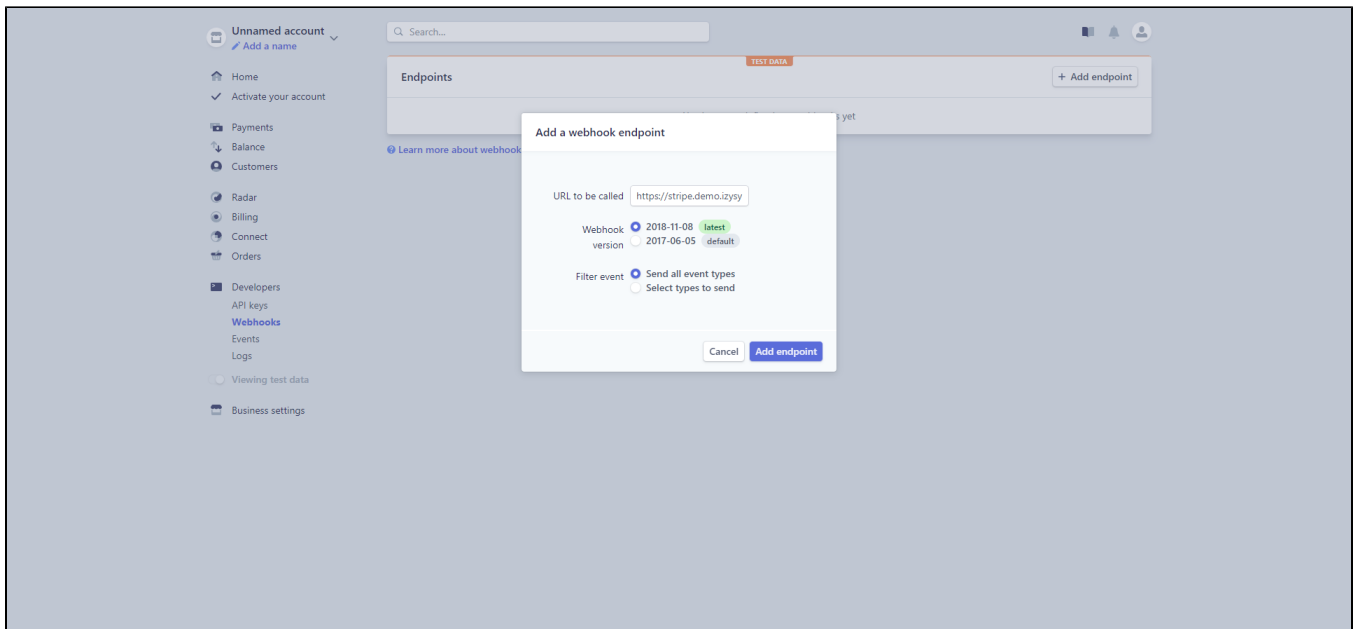 Unnamed account
Add a name
Search...
Home
Activate your account
Payments
Balance
Customers
Radar
Billing
Connect
Orders
Developers
API keys
Webhooks
Events
Logs
Viewing test data
Business settings
TEST DATA
Endpoints
+ Add endpoint
yet
Learn more about webhook
Add a webhook endpoint
URL to be called https://stripe.demo.izysy
Webhook version
2018-11-08 latest
2017-06-05 default
Filter event
Send all event types
Select types to send
Cancel Add endpoint